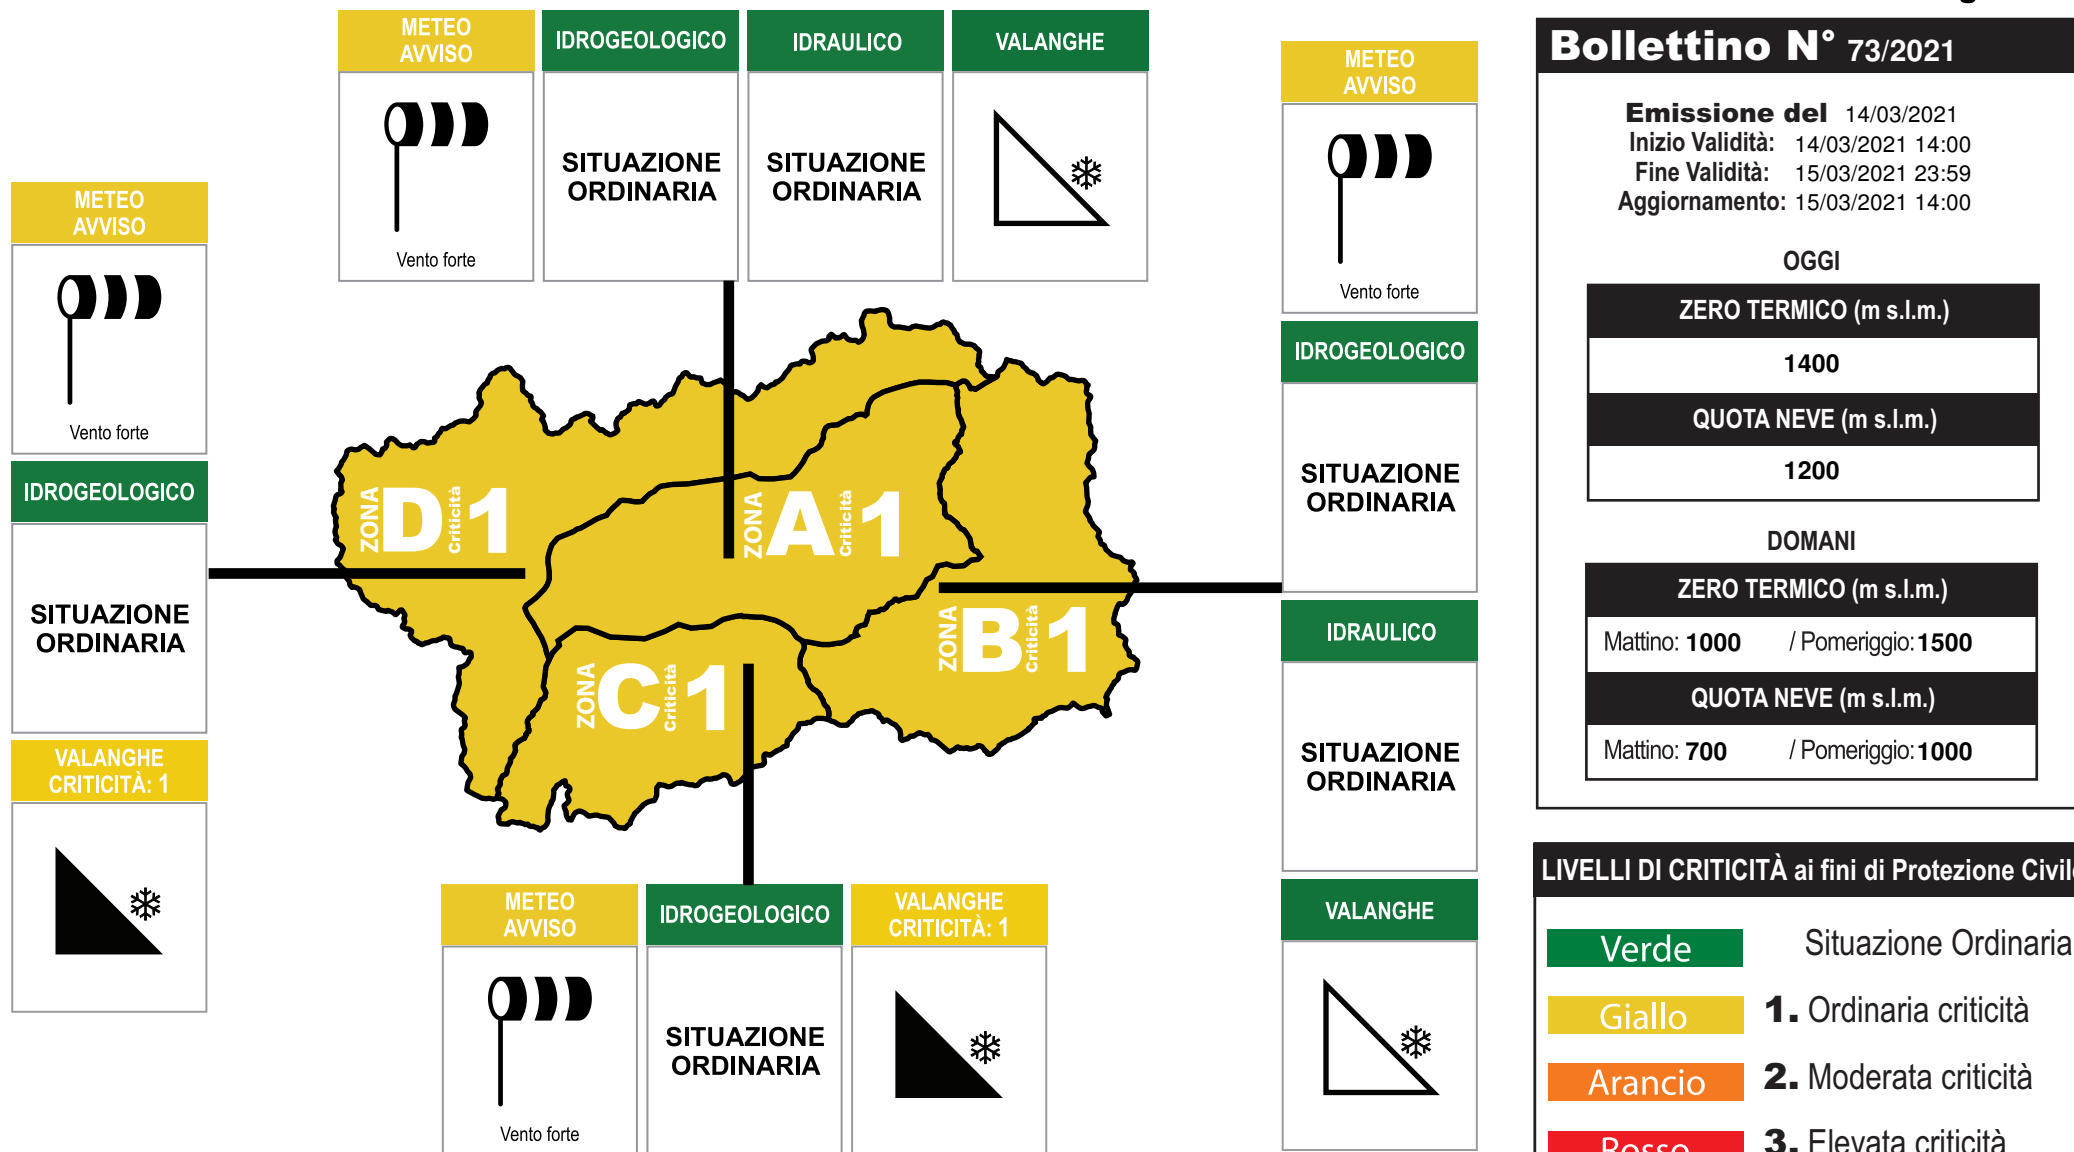 METEO
AVVISO
Vento forte
IDROGEOLOGICO
SITUAZIONE
ORDINARIA
IDRAULICO
SITUAZIONE
ORDINARIA
VALANGHE
METEO
AVVISO
Vento forte
IDROGEOLOGICO
SITUAZIONE
ORDINARIA
VALANGHE
CRITICITÀ: 1
ZONA D Criticità 1
ZONA A Criticità 1
ZONA B Criticità 1
ZONA C Criticità 1
METEO
AVVISO
Vento forte
IDROGEOLOGICO
SITUAZIONE
ORDINARIA
VALANGHE
CRITICITÀ: 1
METEO
AVVISO
Vento forte
IDROGEOLOGICO
SITUAZIONE
ORDINARIA
IDRAULICO
SITUAZIONE
ORDINARIA
VALANGHE
Bollettino N° 73/2021
Emissione del 14/03/2021
Inizio Validità: 14/03/2021 14:00
Fine Validità: 15/03/2021 23:59
Aggiornamento: 15/03/2021 14:00
OGGI
ZERO TERMICO (m s.l.m.)
1400
QUOTA NEVE (m s.l.m.)
1200
DOMANI
ZERO TERMICO (m s.l.m.)
Mattino: 1000 / Pomeriggio: 1500
QUOTA NEVE (m s.l.m.)
Mattino: 700 / Pomeriggio: 1000
LIVELLI DI CRITICITÀ ai fini di Protezione Civile
Verde Situazione Ordinaria
Giallo 1. Ordinaria criticità
Arancio 2. Moderata criticità
Rosso 3. Elevata criticità